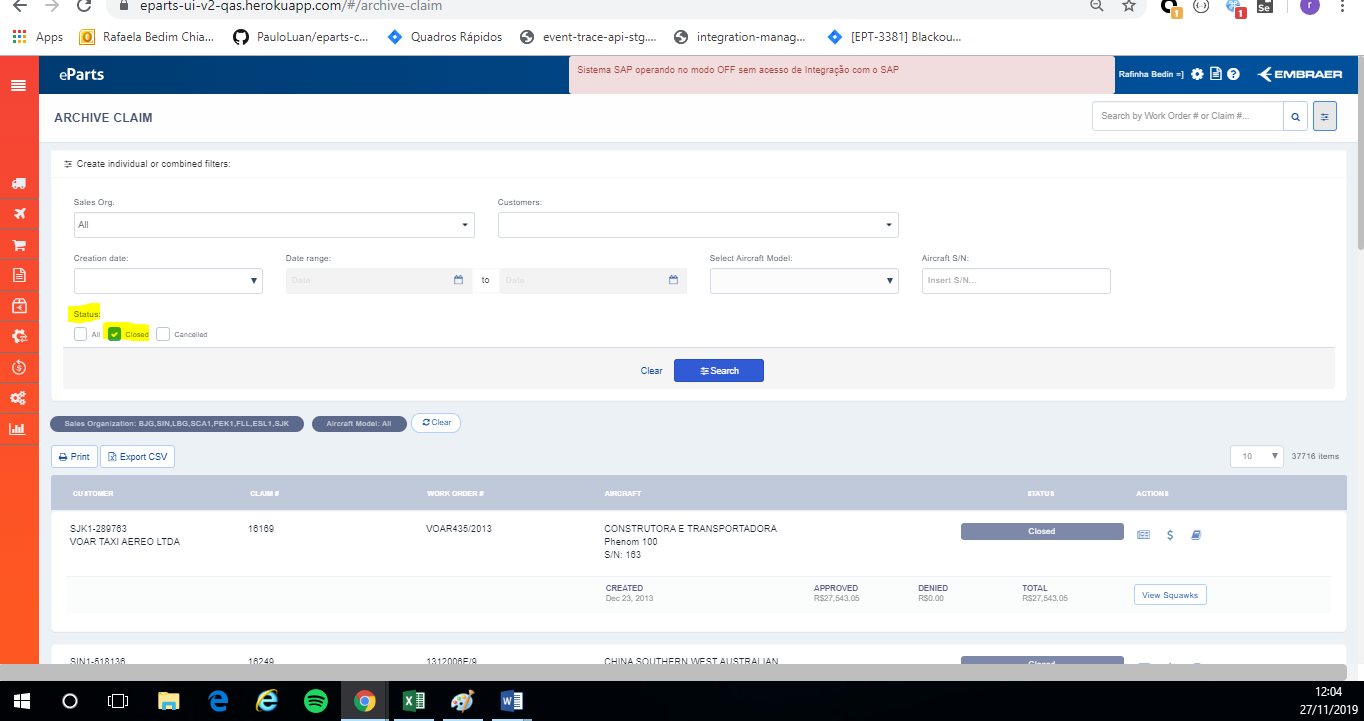 eparts-ui-v2-qas.herokuapp.com/#/archive-claim
1
1
Se
r
Apps
Rafaela Bedim Chia...
PauloLuan/eparts-c...
Quadros Rápidos
event-trace-api-stg....
integration-manag...
[EPT-3381] Blackou...
eParts
Sistema SAP operando no modo OFF sem acesso de Integração com o SAP
Rafinha Bedin =]
EMBRAER
ARCHIVE CLAIM
Search by Work Order # or Claim #...
Create individual or combined filters:
Sales Org.
Customers:
All
Creation date:
Date range:
Select Aircraft Model:
Aircraft S/N:
Date
to
Date
Insert S/N...
Status:
All
Closed
Cancelled
Clear
Search
Sales Organization: BJG,SIN,LBG,SCA1,PEK1,FLL,ESL1,SJK
Aircraft Model: All
Clear
Print
Export CSV
10
37716 items
CUSTOMER CLAIM # WORK ORDER # AIRCRAFT STATUS ACTIONS
SJK1-289763 16169 VOAR435/2013 CONSTRUTORA E TRANSPORTADORA Closed
VOAR TAXI AEREO LTDA Phenom 100
S/N: 163
CREATED APPROVED DENIED TOTAL
Dec 23, 2013 R$27,543.05 R$0.00 R$27,543.05
View Squawks
SIN1-518136 16249 1312006E/9 CHINA SOUTHERN WEST AUSTRALIAN Closed
12:04
27/11/2019